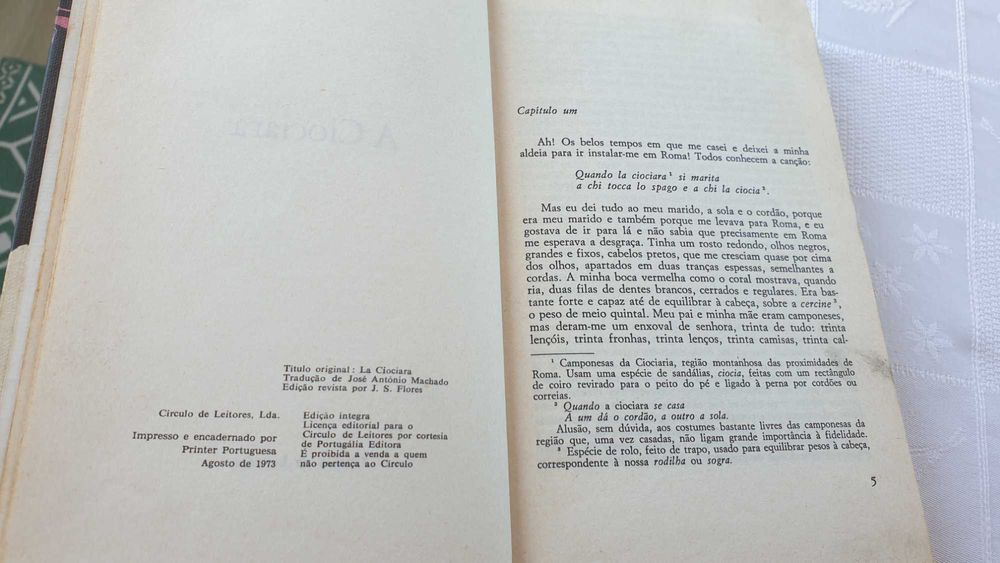 A Ciociara
Titulo original: La Ciociara
Tradução de José António Machado
Edição revista por J. S. Flores
Circulo de Leitores, Lda.
Impresso e encadernado por
Printer Portuguesa
Agosto de 1973
Edição integra
Licença editorial para o
Circulo de Leitores por cortesia
de Portugália Editora
É proibida a venda a quem
não pertença ao Circulo
Capítulo um
Ah! Os belos tempos em que me casei e deixei a minha
aldeia para ir instalar-me em Roma! Todos conhecem a canção:
Quando la ciociara¹ si marita
a chi tocca lo spago e a chi la ciocia².
Mas eu dei tudo ao meu marido, a sola e o cordão, porque
era meu marido e também porque me levava para Roma, e eu
gostava de ir para lá e não sabia que precisamente em Roma
me esperava a desgraça. Tinha um rosto redondo, olhos negros,
grandes e fixos, cabelos pretos, que me cresciam quase por cima
dos olhos, apartados em duas tranças espessas, semelhantes a
cordas. A minha boca vermelha como o coral mostrava, quando
ria, duas filas de dentes brancos, cerrados e regulares. Era bas-
tante forte e capaz até de equilibrar à cabeça, sobre a cercine³,
o peso de meio quintal. Meu pai e minha mãe eram camponeses,
mas deram-me um enxoval de senhora, trinta de tudo: trinta
lençóis, trinta fronhas, trinta lenços, trinta camisas, trinta cal-
¹ Camponesas da Ciociaria, região montanhosa das proximidades de
Roma. Usam uma espécie de sandálias, ciocia, feitas com um rectângulo
de coiro revirado para o peito do pé e ligado à perna por cordões ou
correias.
² Quando a ciociara se casa
A um dá o cordão, a outro a sola.
Alusão, sem dúvida, aos costumes bastante livres das camponesas da
região que, uma vez casadas, não ligam grande importância à fidelidade.
³ Espécie de rolo, feito de trapo, usado para equilibrar pesos à cabeça,
correspondente à nossa rodilha ou sogra.
5